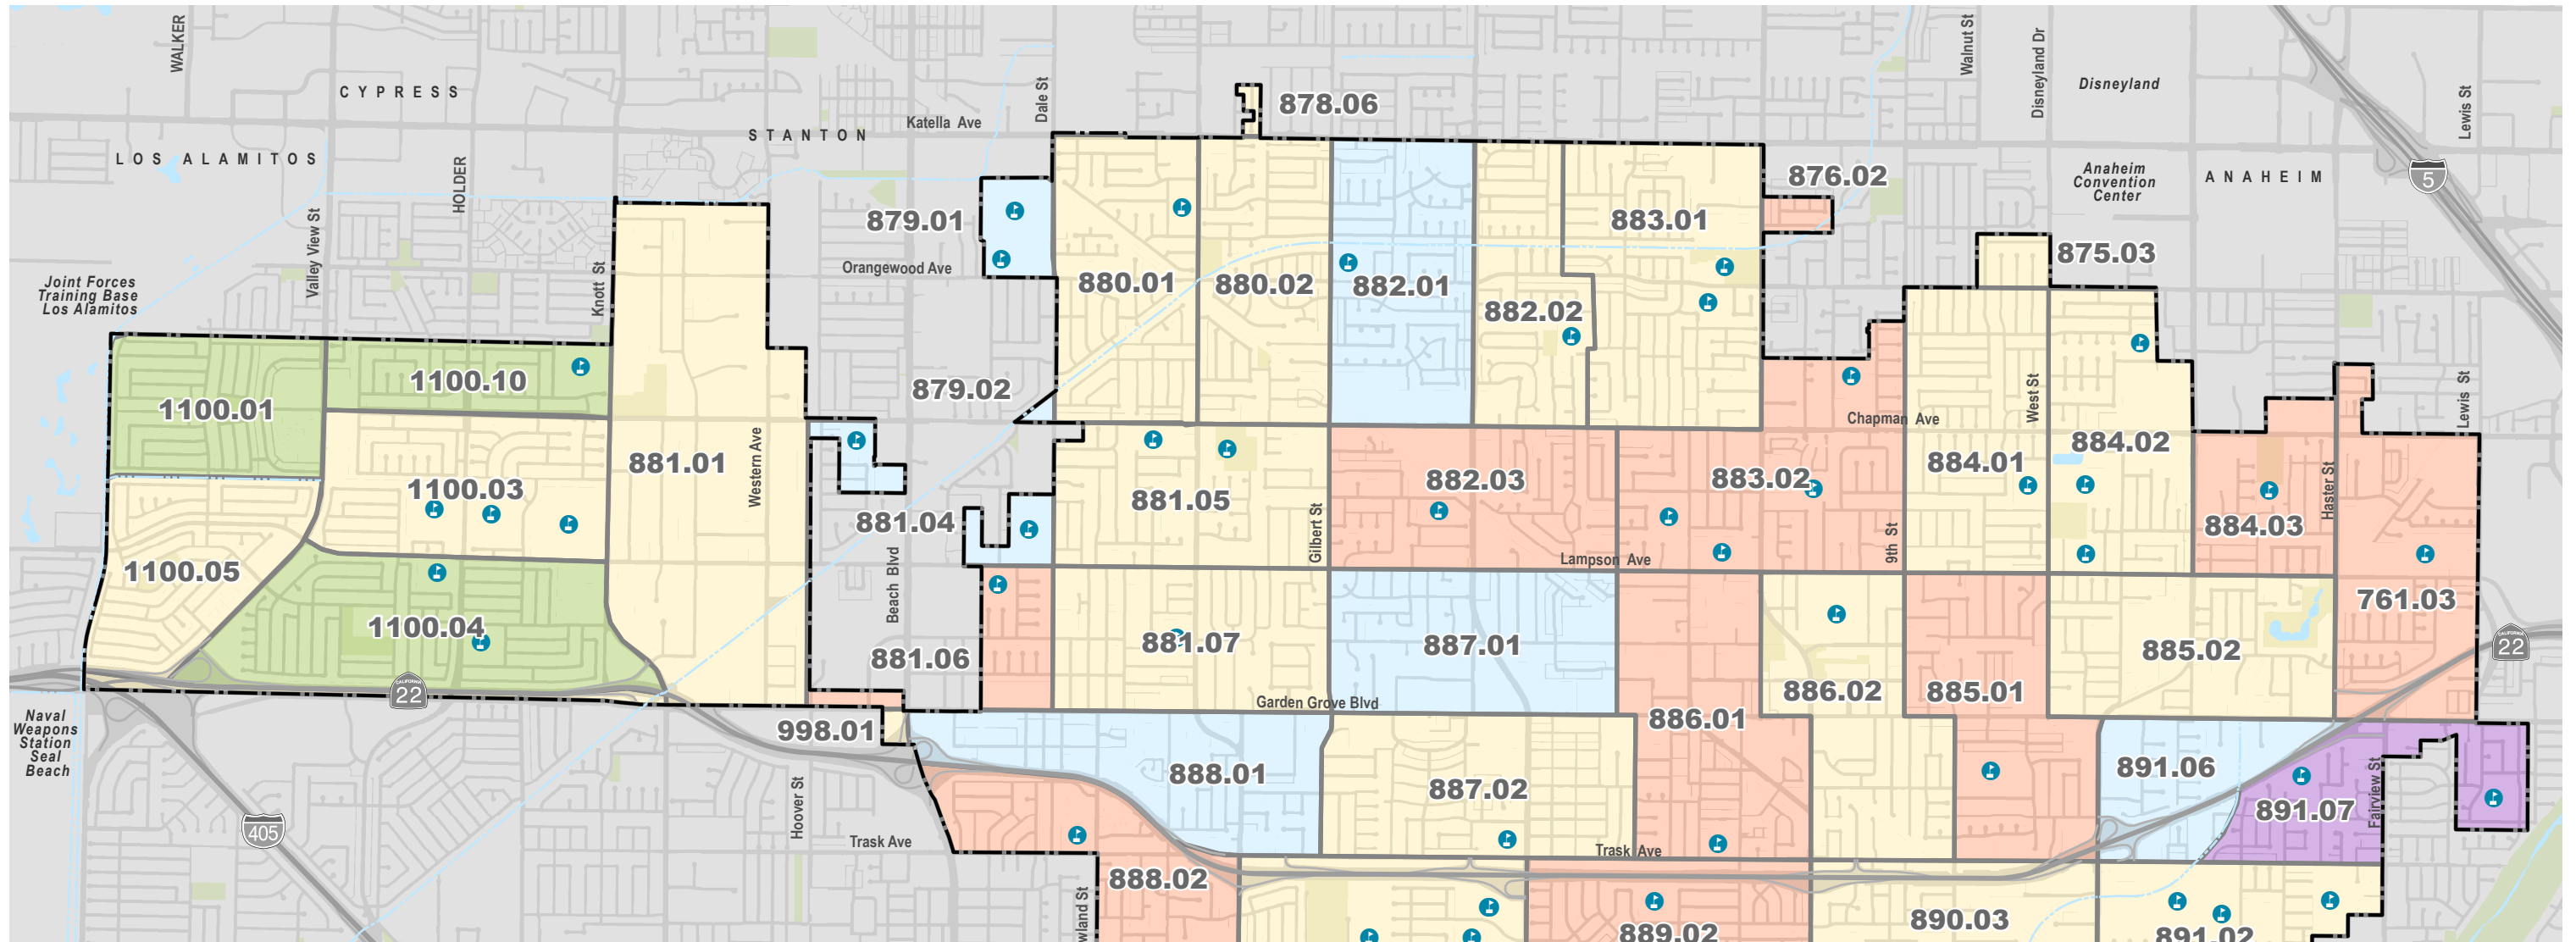 WALKER
CYPRESS
LOS ALAMITOS
STANTON
Katella Ave
Dale St
878.06
Walnut St
Disneyland Dr
Disneyland
Lewis St
Anaheim
Convention
Center
ANAHEIM
5
876.02
HOLDER
Valley View St
Knott St
879.01
Orangewood Ave
880.01
880.02
882.01
882.02
883.01
875.03
Joint Forces
Training Base
Los Alamitos
1100.01
1100.10
879.02
Chapman Ave
West St
Lewis St
884.02
881.01
Western Ave
1100.03
881.04
881.05
Gilbert St
882.03
883.02
9th St
884.01
884.03
Haster St
1100.05
Beach Blvd
Lampson Ave
761.03
1100.04
881.06
881.07
887.01
886.02
885.01
885.02
CALIFORNIA
22
CALIFORNIA
22
Garden Grove Blvd
886.01
Naval
Weapons
Station
Seal
Beach
998.01
888.01
887.02
891.06
891.07
Fairview St
405
Hoover St
Trask Ave
Trask Ave
888.02
wland St
889.02
890.03
891.02